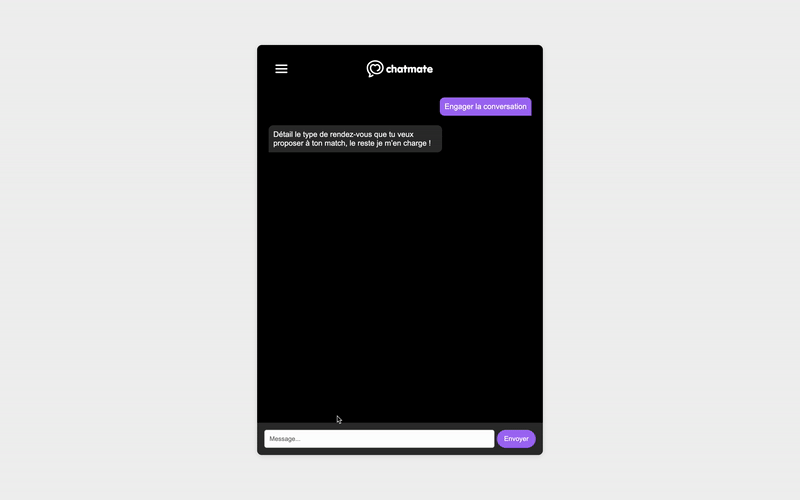 chatmate
Engager la conversation
Détail le type de rendez-vous que tu veux
proposer à ton match, le reste je m'en charge !
Message...
Envoyer